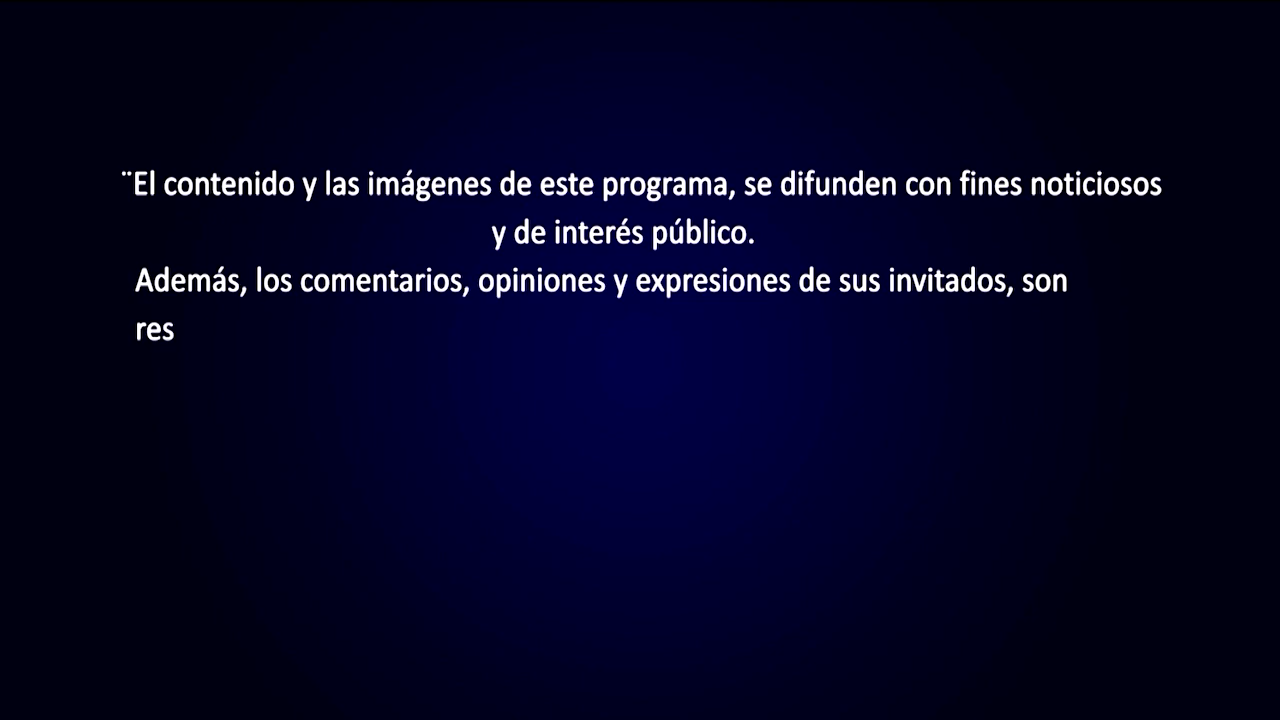 ¨El contenido y las imágenes de este programa, se difunden con fines noticiosos
y de interés público.
Además, los comentarios, opiniones y expresiones de sus invitados, son
res